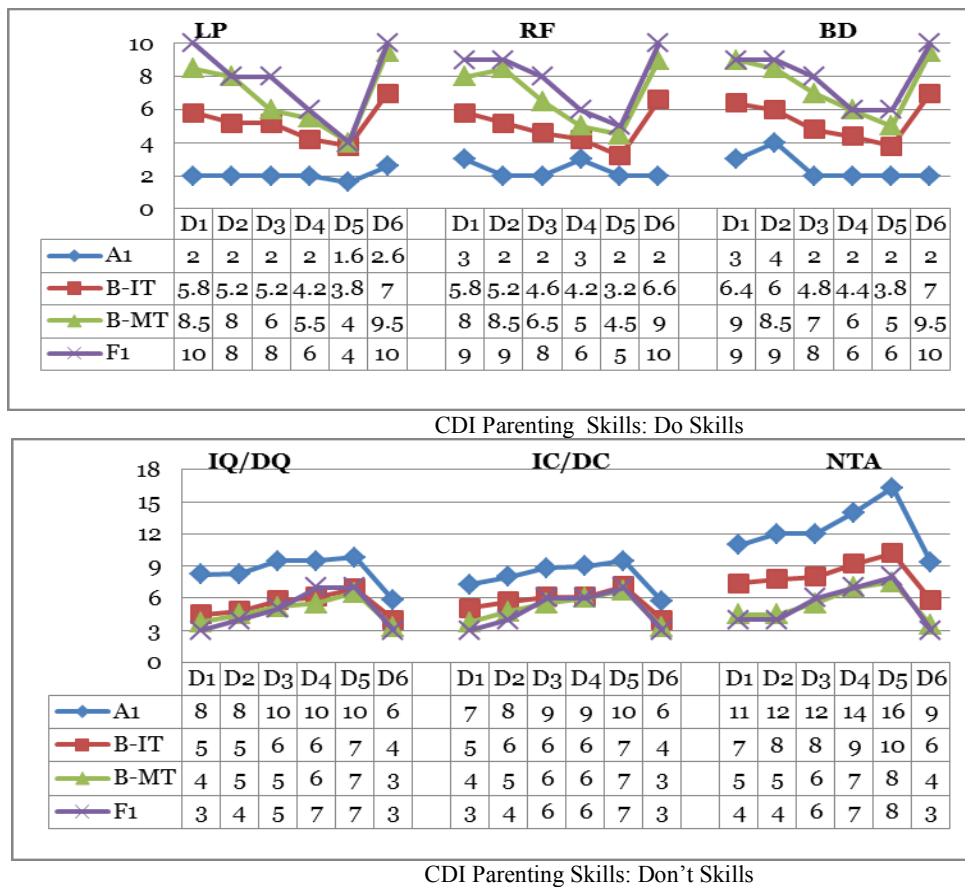 LP RF BD
10
8
6
4
2
0
D1 D2 D3 D4 D5 D6 D1 D2 D3 D4 D5 D6 D1 D2 D3 D4 D5 D6
A1 2 2 2 2 1.6 2.6 3 2 2 3 2 2 3 4 2 2 2 2
B-IT 5.8 5.2 5.2 4.2 3.8 7 5.8 5.2 4.6 4.2 3.2 6.6 6.4 6 4.8 4.4 3.8 7
B-MT 8.5 8 6 5.5 4 9.5 8 8.5 6.5 5 4.5 9 9 8.5 7 6 5 9.5
F1 10 8 8 6 4 10 9 9 8 6 5 10 9 9 8 6 6 10
CDI Parenting Skills: Do Skills
IQ/DQ IC/DC NTA
18
15
12
9
6
3
0
D1 D2 D3 D4 D5 D6 D1 D2 D3 D4 D5 D6 D1 D2 D3 D4 D5 D6
A1 8 8 10 10 10 6 7 8 9 9 10 6 11 12 12 14 16 9
B-IT 5 5 6 6 7 4 5 6 6 6 7 4 7 8 8 9 10 6
B-MT 4 5 5 6 7 3 4 5 6 6 7 3 5 5 6 7 8 4
F1 3 4 5 7 7 3 3 4 6 6 7 3 4 4 6 7 8 3
CDI Parenting Skills: Don't Skills